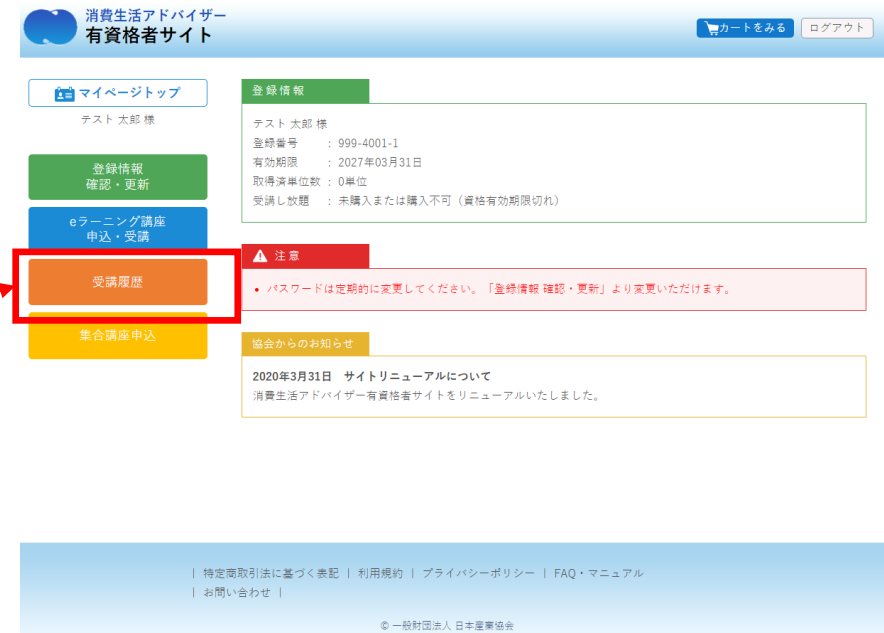 消費生活アドバイザー
有資格者サイト
カートをみる
ログアウト
マイページトップ
テスト 太郎 様
登録情報
確認・更新
eラーニング講座
申込・受講
受講履歴
集合講座申込
登録情報
テスト 太郎 様
登録番号 : 999-4001-1
有効期限 : 2027年03月31日
取得済単位数 : 0単位
受講し放題 : 未購入または購入不可（資格有効期限切れ）
注意
• パスワードは定期的に変更してください。「登録情報 確認・更新」より変更いただけます。
協会からのお知らせ
2020年3月31日 サイトリニューアルについて
消費生活アドバイザー有資格者サイトをリニューアルいたしました。
| 特定商取引法に基づく表記 | 利用規約 | プライバシーポリシー | FAQ・マニュアル
| お問い合わせ |
© 一般財団法人 日本産業協会